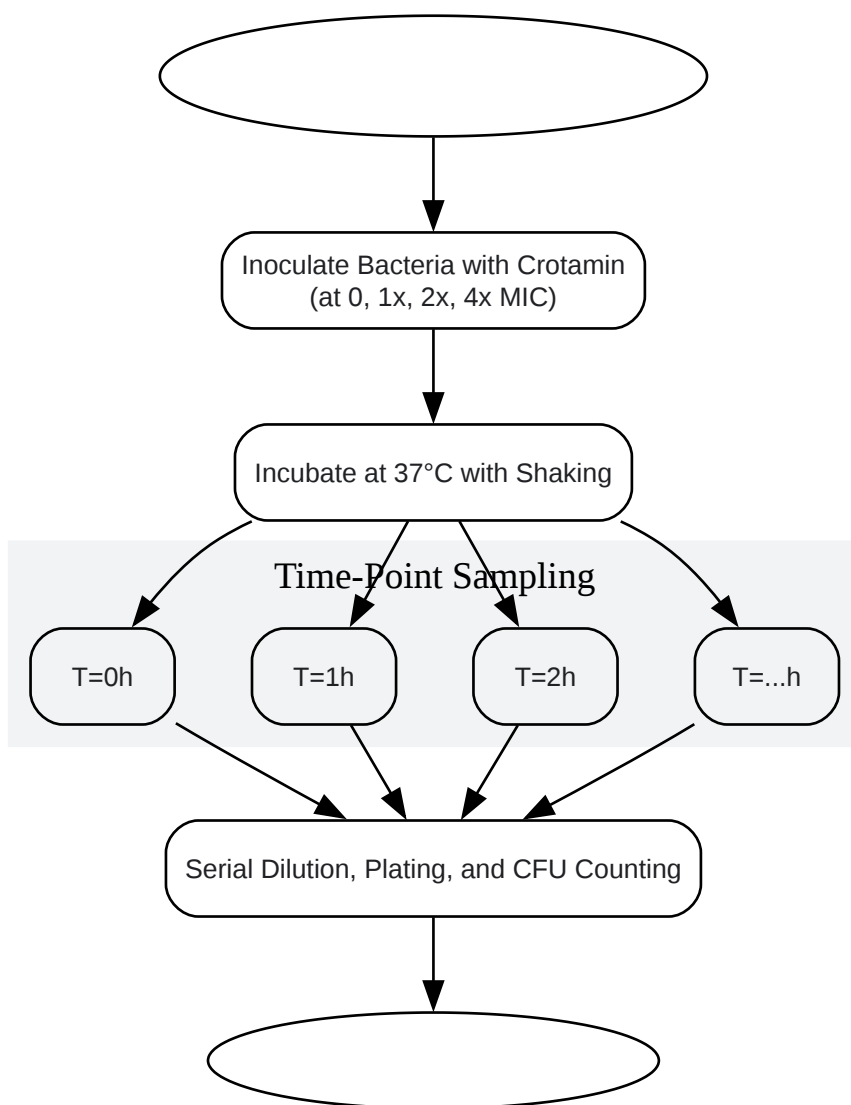 Inoculate Bacteria with Crotamin
(at 0, 1x, 2x, 4x MIC)
Incubate at 37°C with Shaking
Time-Point Sampling
T=0h
T=1h
T=2h
T=...h
Serial Dilution, Plating, and CFU Counting